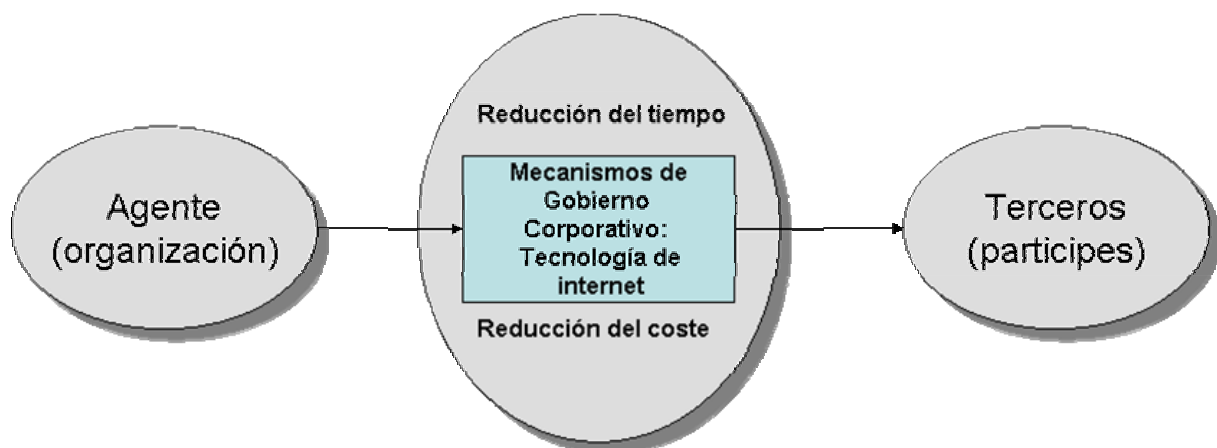 Agente
(organización)
Reducción del tiempo
Mecanismos de
Gobierno
Corporativo:
Tecnología de
internet
Reducción del coste
Terceros
(participes)